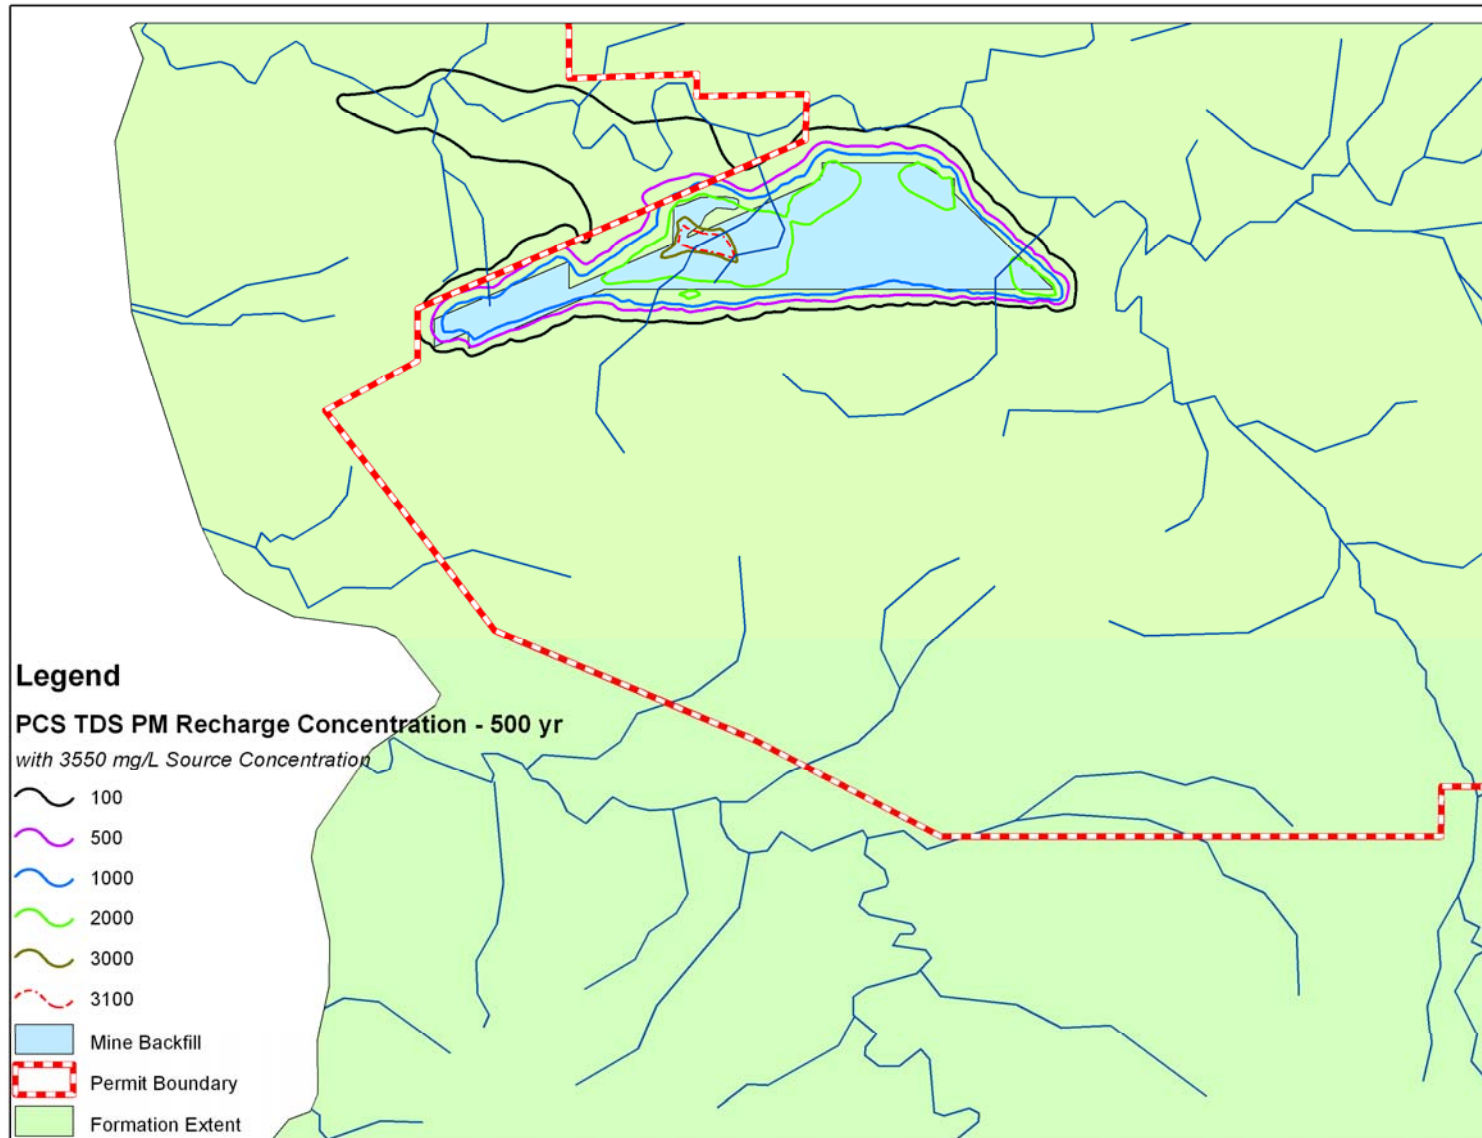 Legend
PCS TDS PM Recharge Concentration - 500 yr
with 3550 mg/L Source Concentration
100
500
1000
2000
3000
3100
Mine Backfill
Permit Boundary
Formation Extent